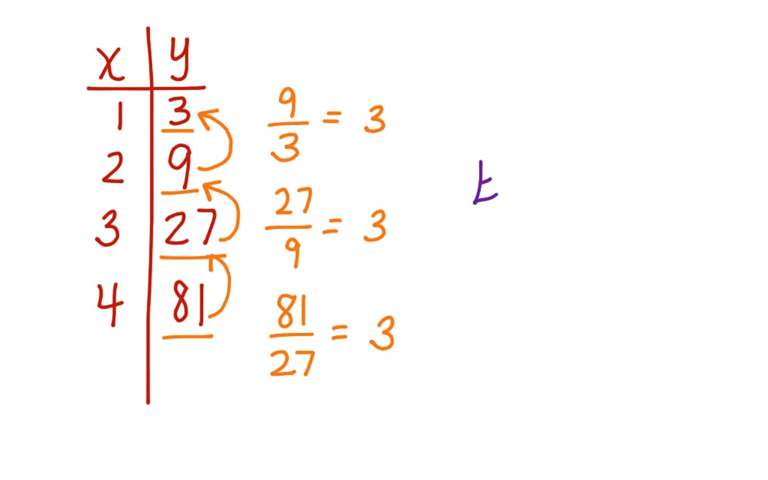 x y
1 3
2 9
3 27
4 81
9/3 = 3
27/9 = 3
81/27 = 3